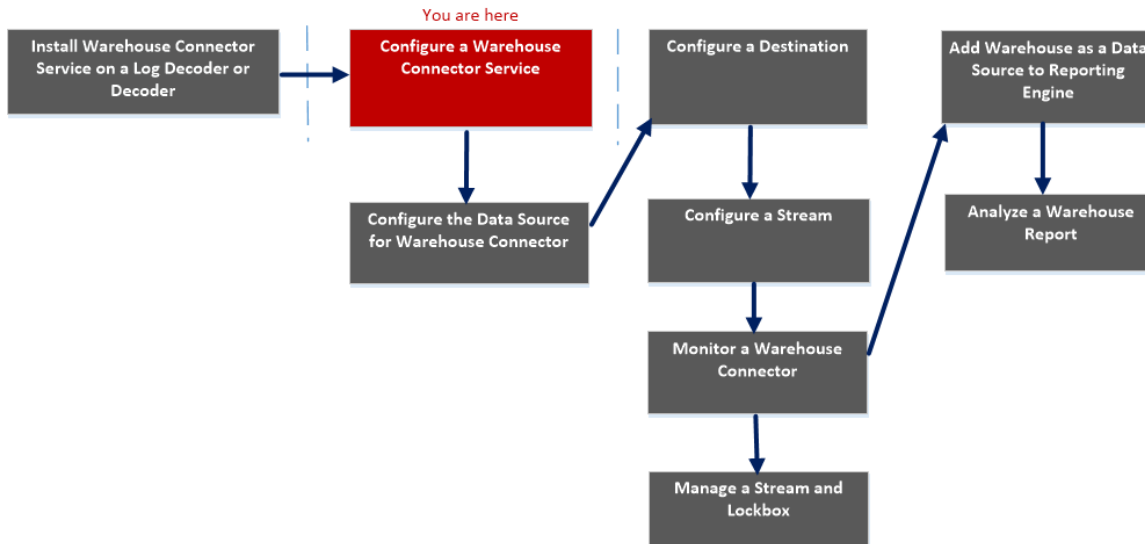 You are here
Install Warehouse Connector
Service on a Log Decoder or
Decoder
Configure a Warehouse
Connector Service
Configure the Data Source
for Warehouse Connector
Configure a Destination
Configure a Stream
Monitor a Warehouse
Connector
Manage a Stream and
Lockbox
Add Warehouse as a Data
Source to Reporting
Engine
Analyze a Warehouse
Report